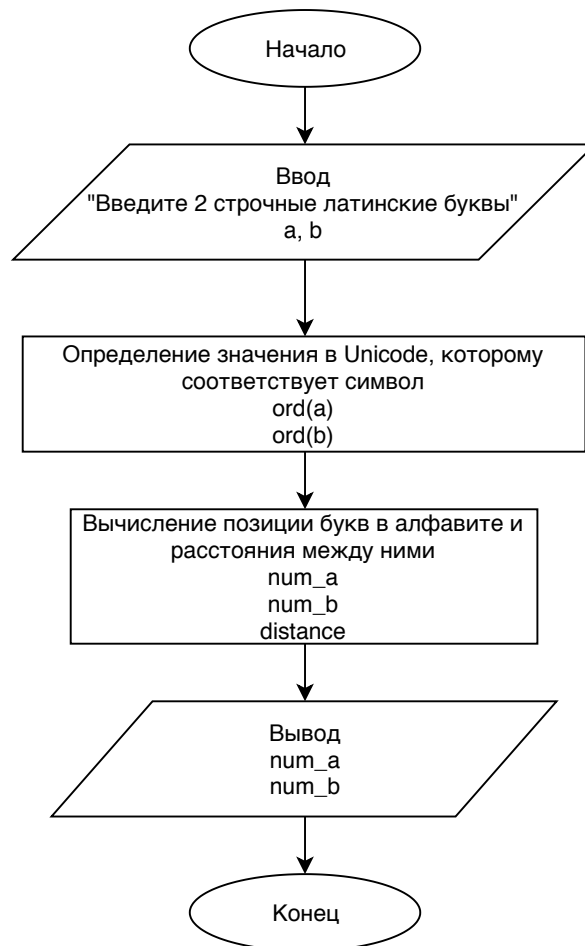 Начало
Ввод
"Введите 2 строчные латинские буквы"
a, b
Определение значения в Unicode, которому
соответствует символ
ord(a)
ord(b)
Вычисление позиции букв в алфавите и
расстояния между ними
num_a
num_b
distance
Вывод
num_a
num_b
Конец